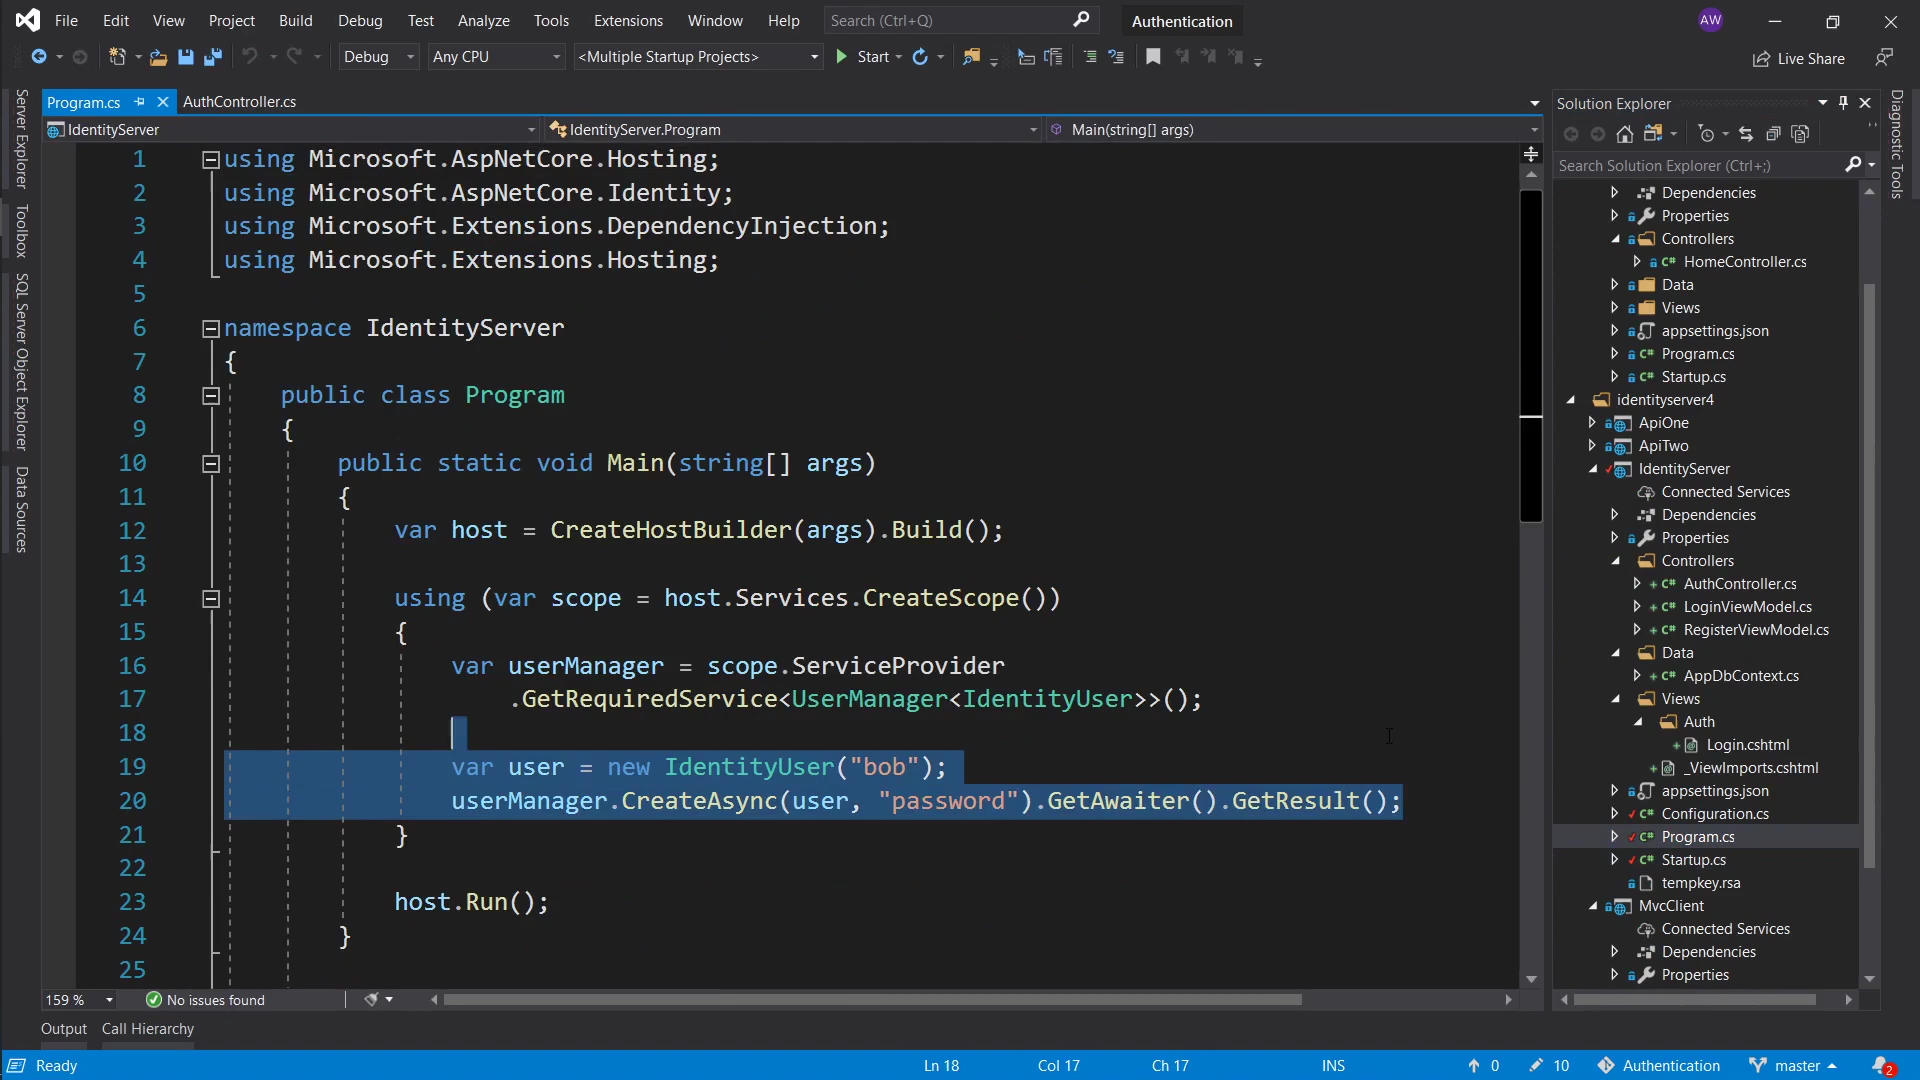 File Edit View Project Build Debug Test Analyze Tools Extensions Window Help Search (Ctrl+Q) Authentication AW
Debug Any CPU <Multiple Startup Projects> Start Live Share
Program.cs AuthController.cs
IdentityServer IdentityServer.Program Main(string[] args)
Server Explorer
Toolbox
SQL Server Object Explorer
Data Sources
1 using Microsoft.AspNetCore.Hosting;
2 using Microsoft.AspNetCore.Identity;
3 using Microsoft.Extensions.DependencyInjection;
4 using Microsoft.Extensions.Hosting;
5
6 namespace IdentityServer
7 {
8 public class Program
9 {
10 public static void Main(string[] args)
11 {
12 var host = CreateHostBuilder(args).Build();
13
14 using (var scope = host.Services.CreateScope())
15 {
16 var userManager = scope.ServiceProvider
17 .GetRequiredService<UserManager<IdentityUser>>();
18
19 var user = new IdentityUser("bob");
20 userManager.CreateAsync(user, "password").GetAwaiter().GetResult();
21 }
22
23 host.Run();
24 }
25
159 % No issues found
Output Call Hierarchy
Solution Explorer
Search Solution Explorer (Ctrl+;)
Dependencies
Properties
Controllers
C# HomeController.cs
Data
Views
appsettings.json
C# Program.cs
C# Startup.cs
identityserver4
ApiOne
ApiTwo
IdentityServer
Connected Services
Dependencies
Properties
Controllers
C# AuthController.cs
C# LoginViewModel.cs
C# RegisterViewModel.cs
Data
C# AppDbContext.cs
Views
Auth
Login.cshtml
_ViewImports.cshtml
appsettings.json
C# Configuration.cs
C# Program.cs
C# Startup.cs
tempkey.rsa
MvcClient
Connected Services
Dependencies
Properties
Diagnostic Tools
Ready Ln 18 Col 17 Ch 17 INS 0 10 Authentication master 2